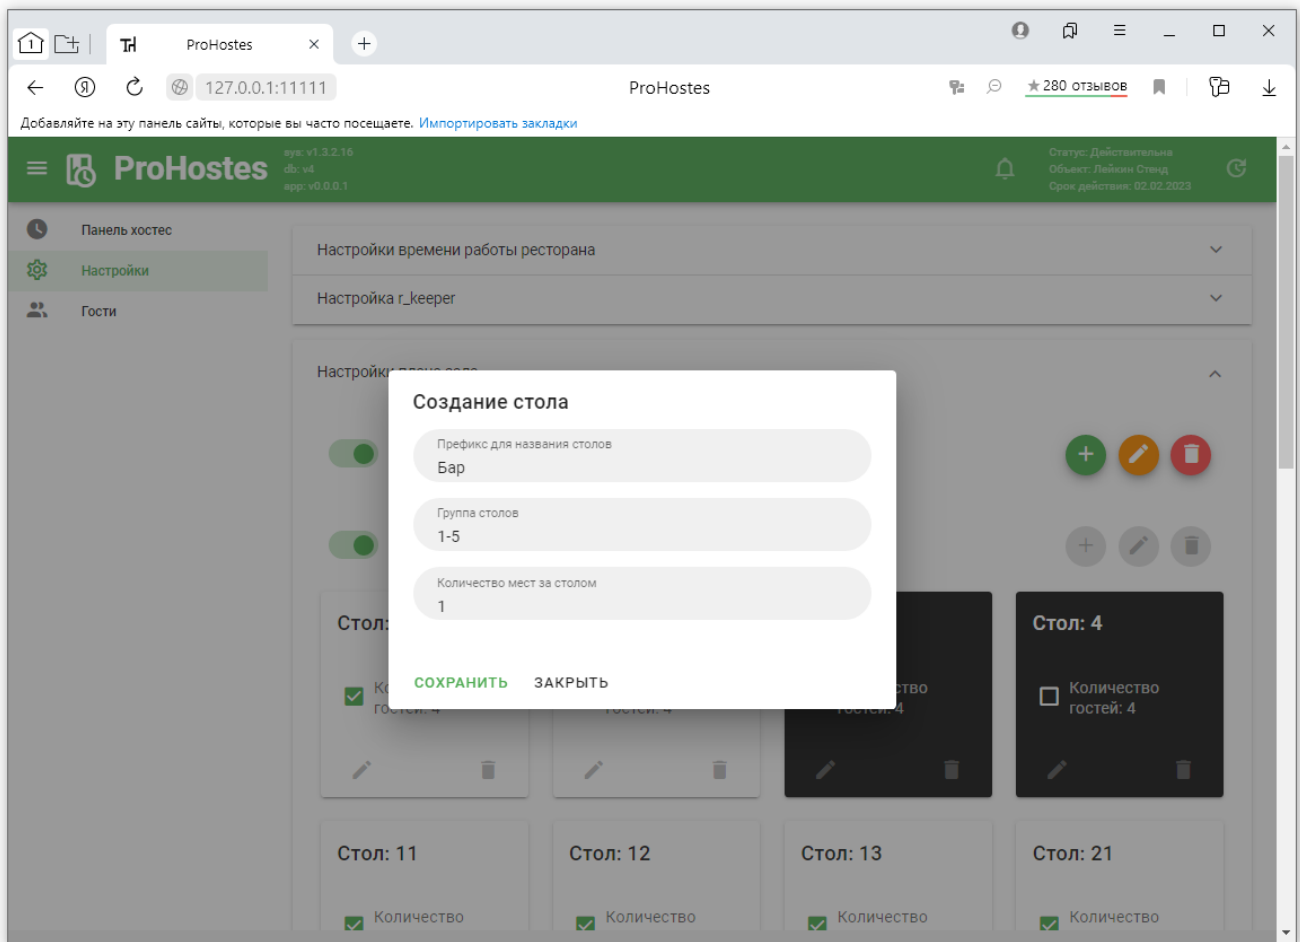 1
ProHostes
Я
127.0.0.1:11111
ProHostes
★ 280 отзывов
Добавляйте на эту панель сайты, которые вы часто посещаете. Импортировать закладки
ProHostes
sys: v1.3.2.16
db: v4
app: v0.0.0.1
Статус: Действительна
Объект: Лейкин Стенд
Срок действия: 02.02.2023
Панель хостес
Настройки
Гости
Настройки времени работы ресторана
Настройка r_keeper
Настройки
Создание стола
Префикс для названия столов
Бар
Группа столов
1-5
Количество мест за столом
1
СОХРАНИТЬ ЗАКРЫТЬ
Стол:
Стол: 4
Количество
гостей: 4
Стол: 11
Количество
Стол: 12
Количество
Стол: 13
Количество
Стол: 21
Количество